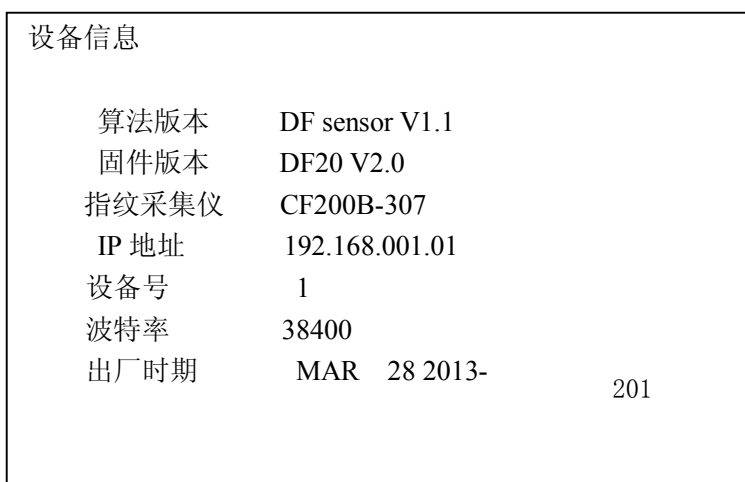 设备信息
算法版本 DF sensor V1.1
固件版本 DF20 V2.0
指纹采集仪 CF200B-307
IP 地址 192.168.001.01
设备号 1
波特率 38400
出厂时期 MAR 28 2013-
201